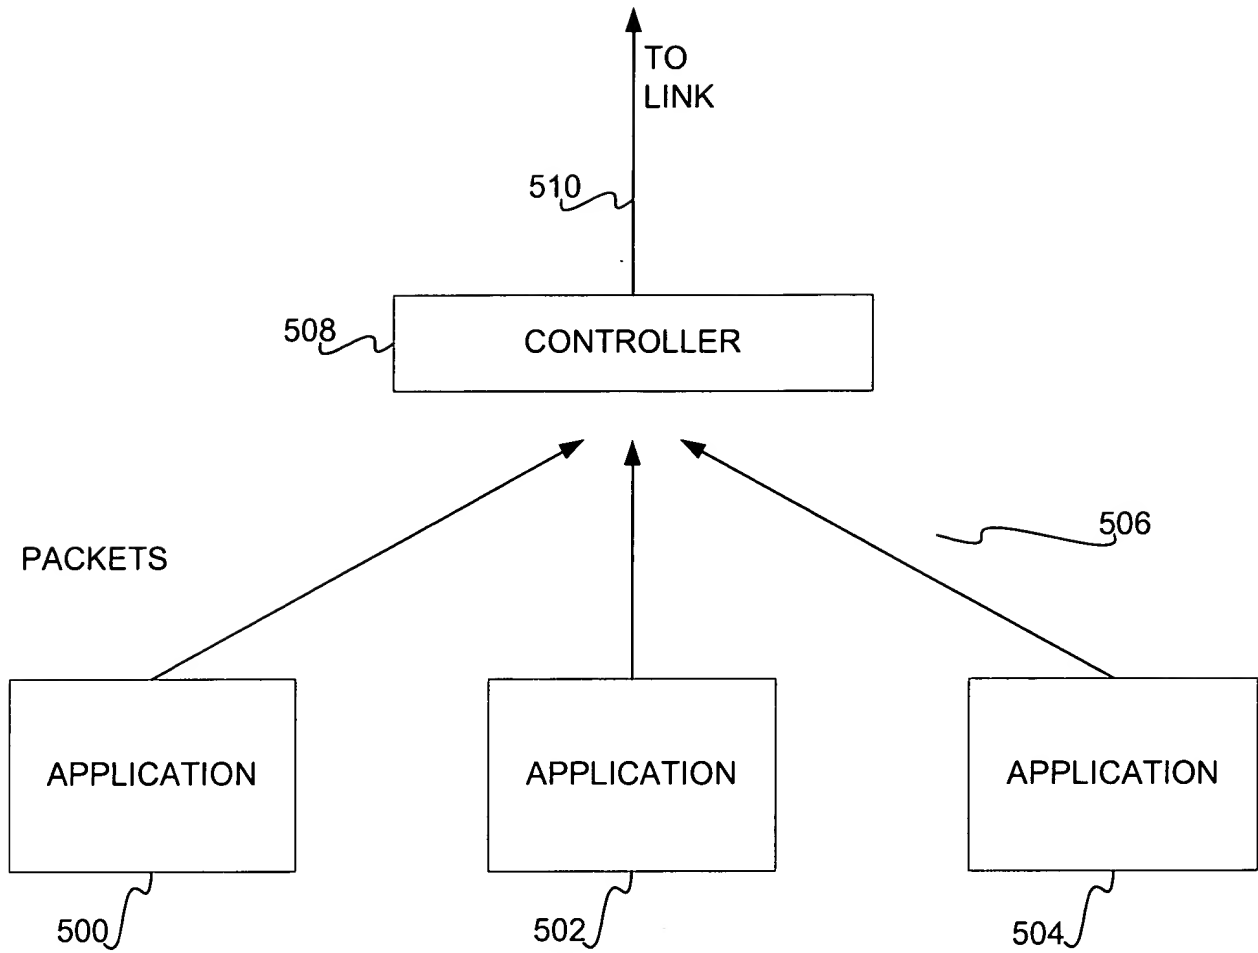 TO
LINK
510
508
CONTROLLER
506
PACKETS
APPLICATION
APPLICATION
APPLICATION
500
502
504